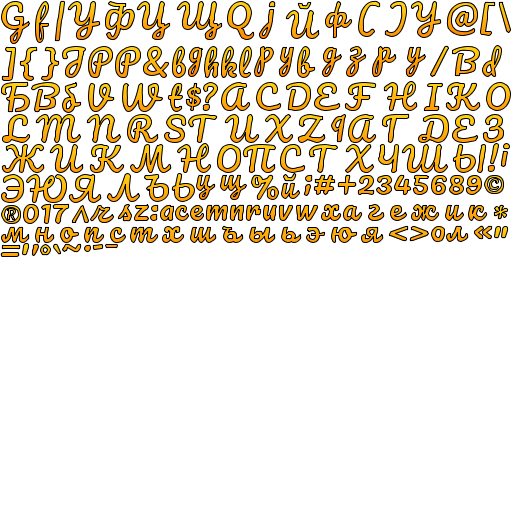 G f | У ф Ц Щ Q j Й ф ( ) У @ [ \
] { } J P Р & в g h k l р у в g з p у / B d
Б В б V W t $ ? A C D E F H I K O
L M N R S T U X Z q A Г Д Е З
Ж И К М Н О П С Т Х Ч Ш Ь ! i
Э Ю Я Л Ъ Ь ц щ % й ; # + 2 3 4 5 6 8 9 ©
® 0 1 7 л r s z : a c e m n r u v w x a г е ж и к *
м н о п с т х ш ъ ы ь э ю я < > o л « "
= ! ' ° \ ~ - –